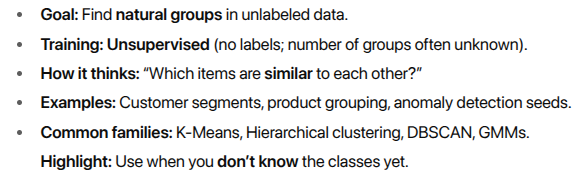 • Goal: Find natural groups in unlabeled data.
• Training: Unsupervised (no labels; number of groups often unknown).
• How it thinks: “Which items are similar to each other?”
• Examples: Customer segments, product grouping, anomaly detection seeds.
• Common families: K-Means, Hierarchical clustering, DBSCAN, GMMs.
Highlight: Use when you don’t know the classes yet.